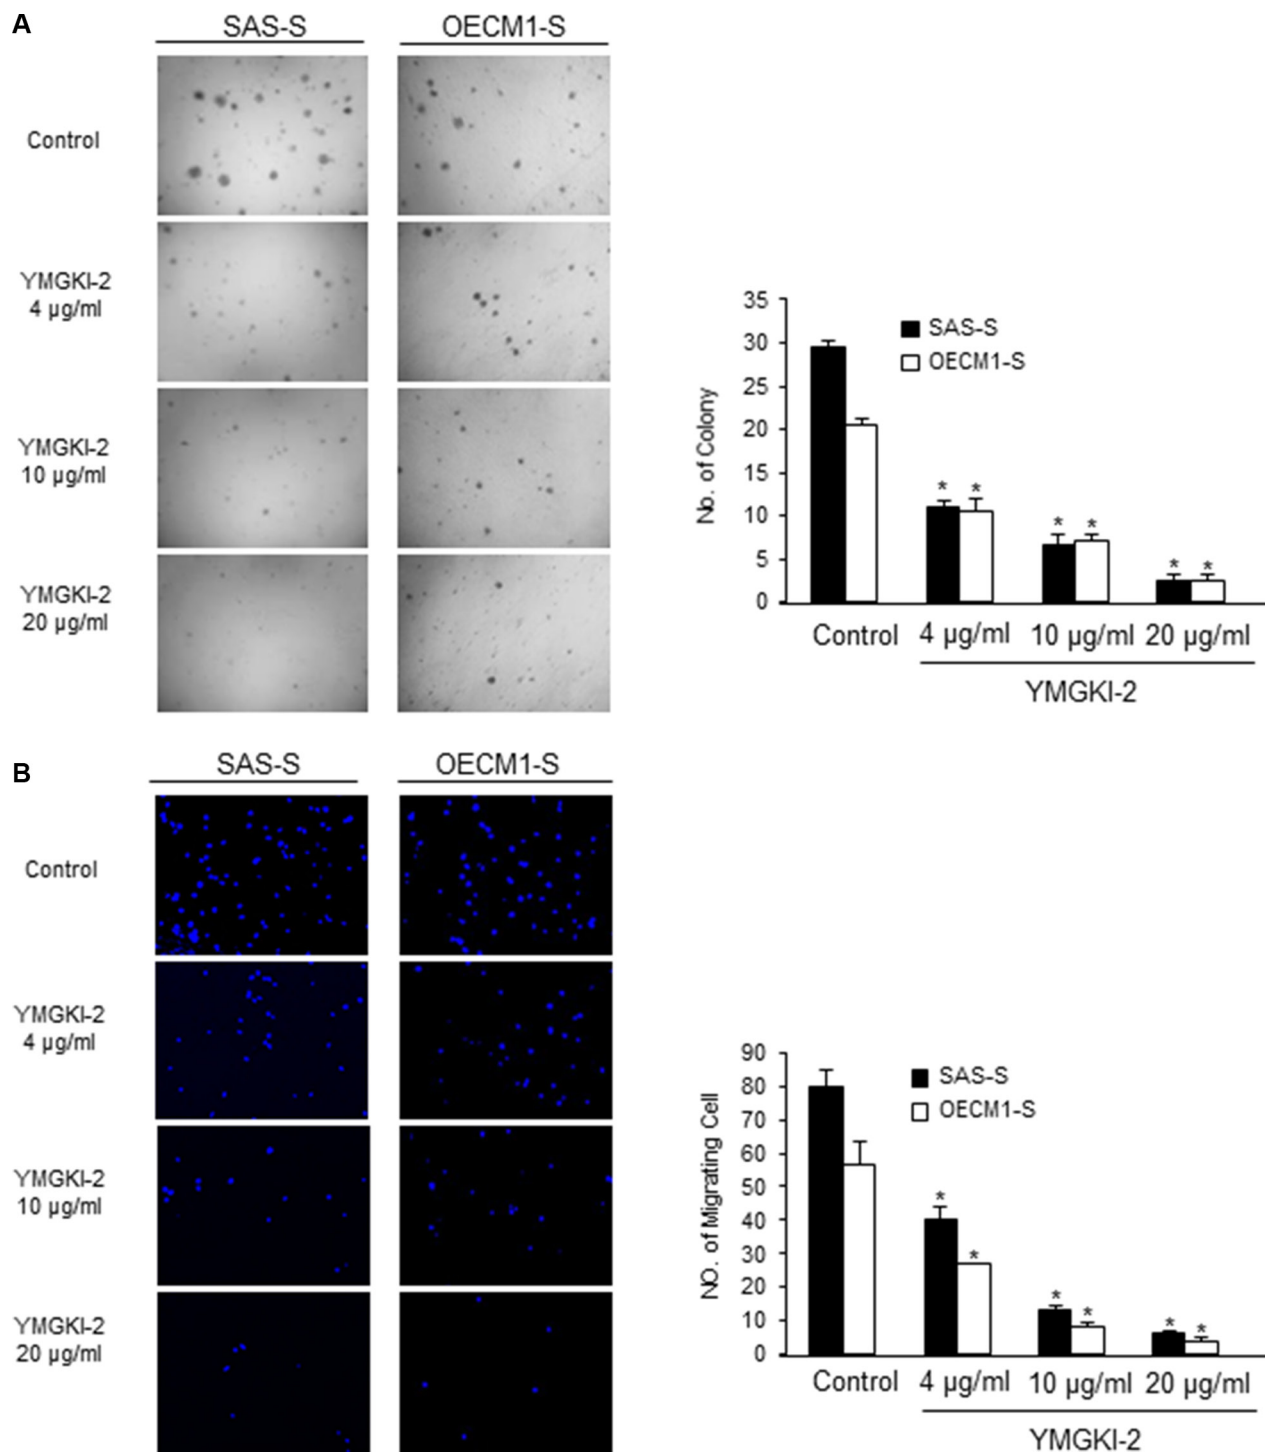 A
SAS-S OECM1-S
Control
YMGKI-2
4 µg/ml
YMGKI-2
10 µg/ml
YMGKI-2
20 µg/ml
No. of Colony
35
30
25
20
15
10
5
0
SAS-S
OECM1-S
* * * * * *
Control 4 µg/ml 10 µg/ml 20 µg/ml
YMGKI-2
B
SAS-S OECM1-S
Control
YMGKI-2
4 µg/ml
YMGKI-2
10 µg/ml
YMGKI-2
20 µg/ml
NO. of Migrating Cell
90
80
70
60
50
40
30
20
10
0
SAS-S
OECM1-S
* * * * * *
Control 4 µg/ml 10 µg/ml 20 µg/ml
YMGKI-2